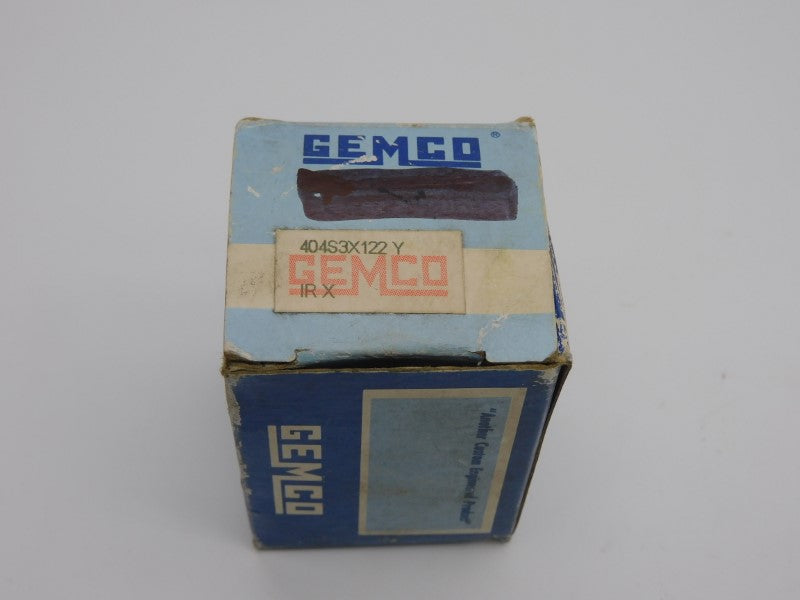 GEMCO®
404S3X122 Y
GEMCO
IR X
GEMCO
"Another Custom Engineered Product"